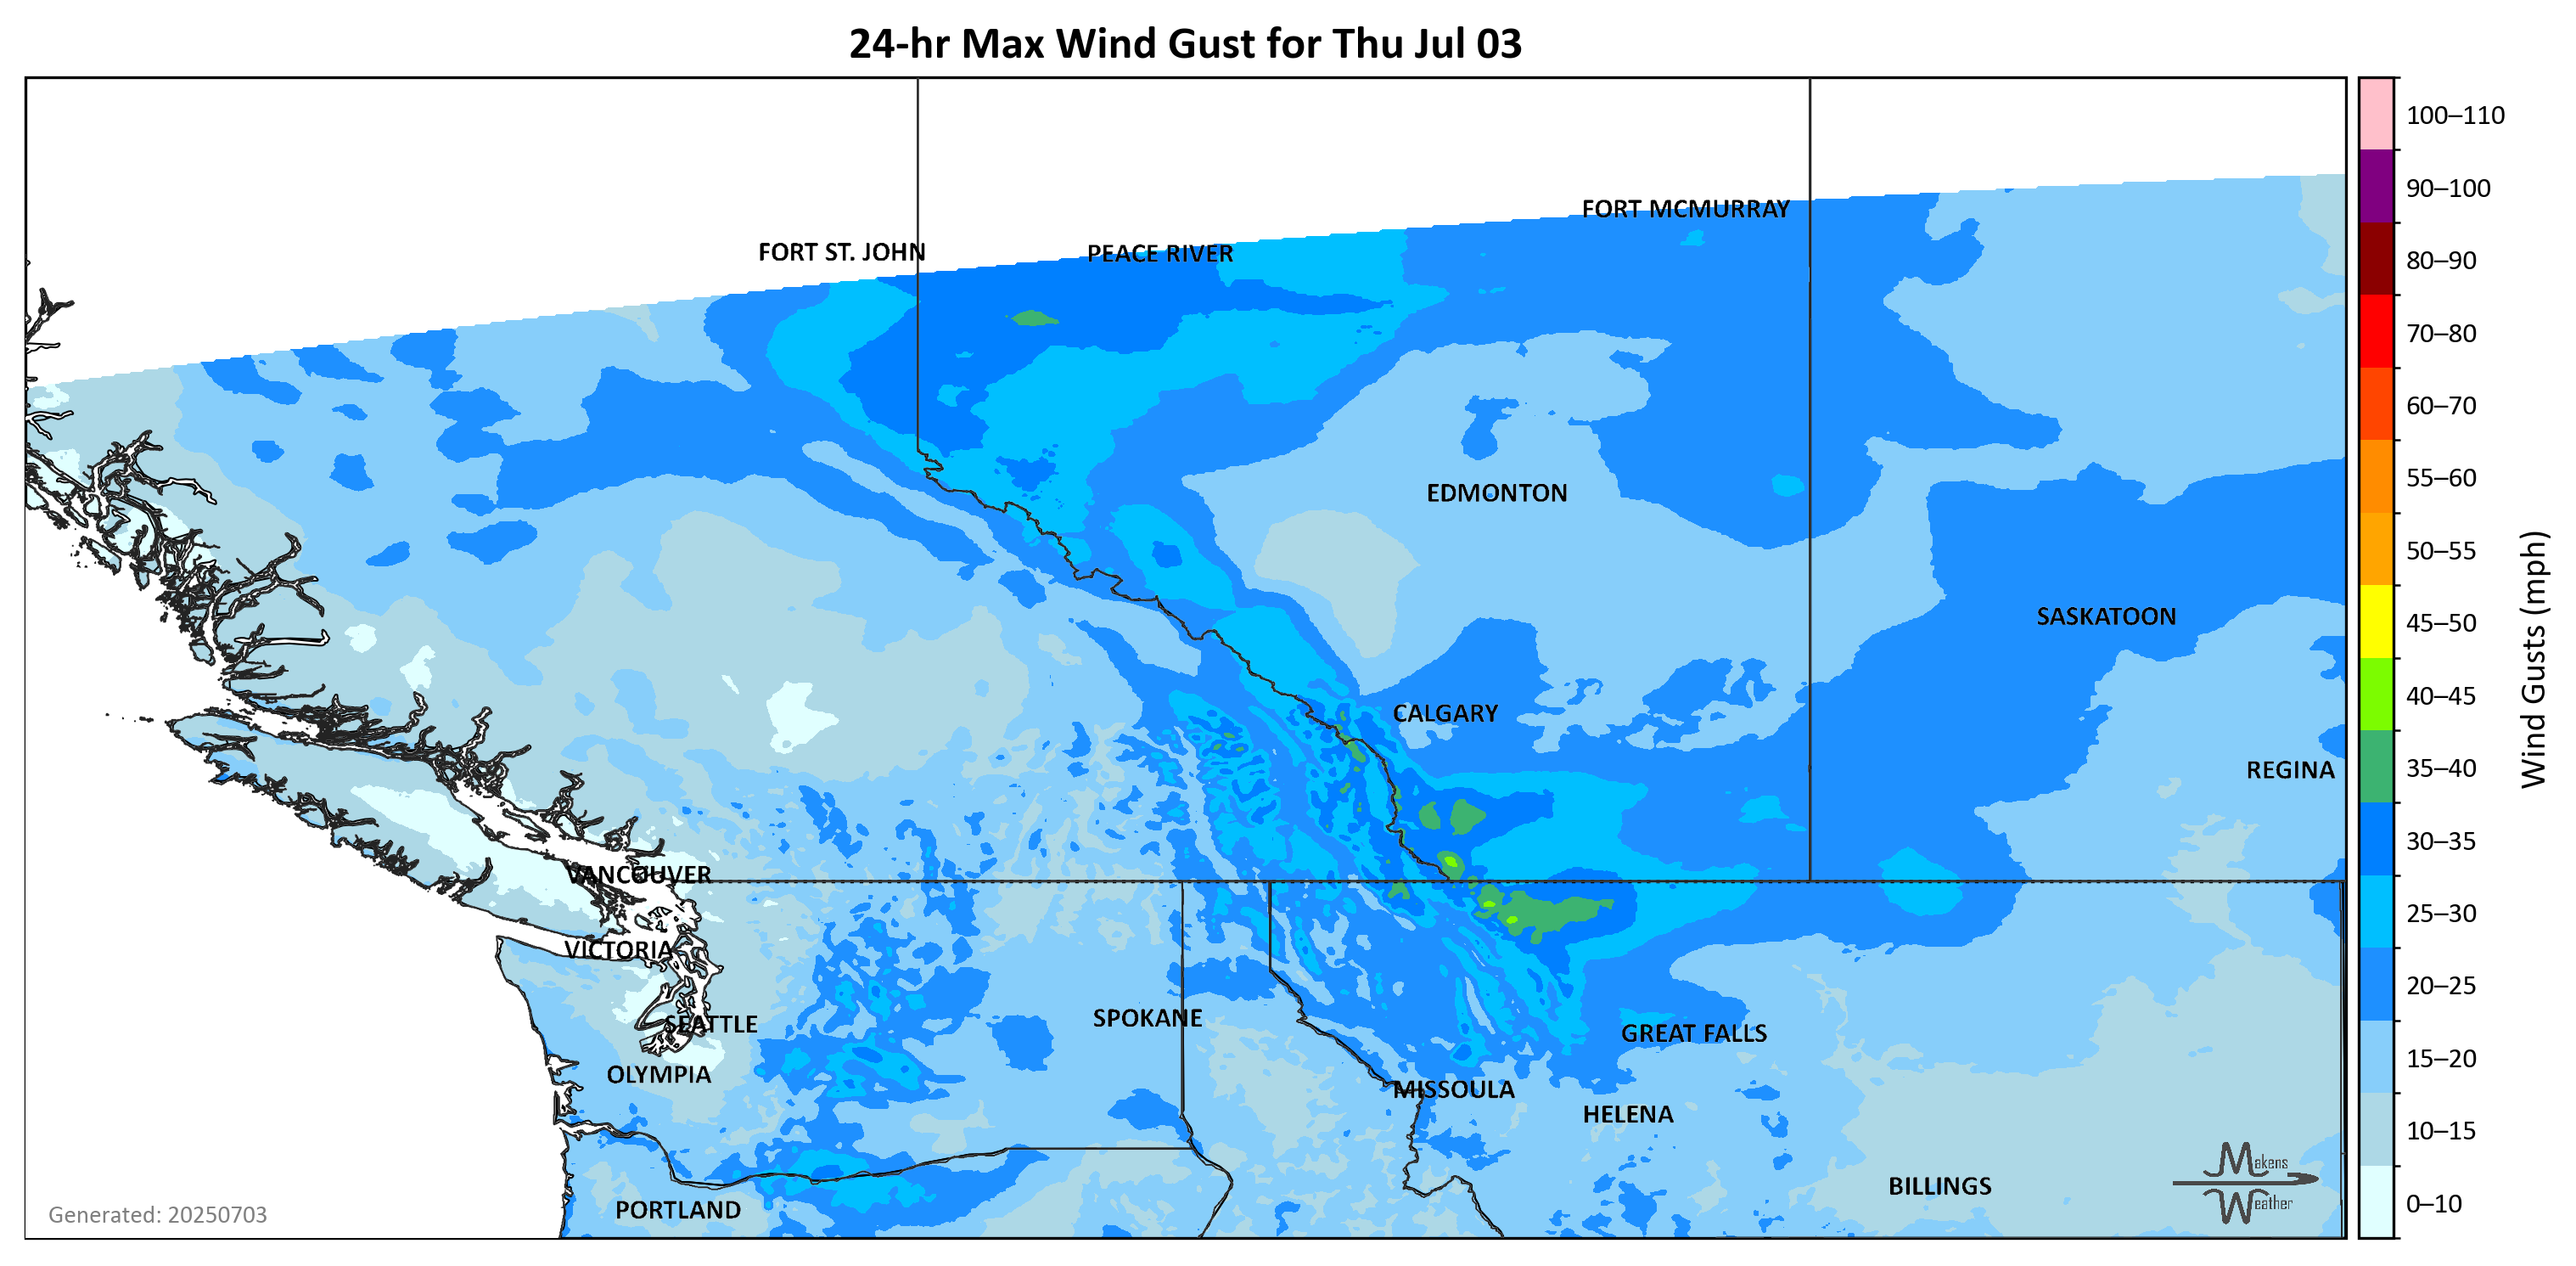 24-hr Max Wind Gust for Thu Jul 03
FORT MCMURRAY
FORT ST. JOHN
PEACE RIVER
EDMONTON
SASKATOON
CALGARY
REGINA
VANCOUVER
VICTORIA
SPOKANE
SEATTLE
GREAT FALLS
OLYMPIA
MISSOULA
HELENA
BILLINGS
PORTLAND
Makens
Weather
Generated: 20250703
100–110
90–100
80–90
70–80
60–70
55–60
50–55
45–50
40–45
35–40
30–35
25–30
20–25
15–20
10–15
0–10
Wind Gusts (mph)